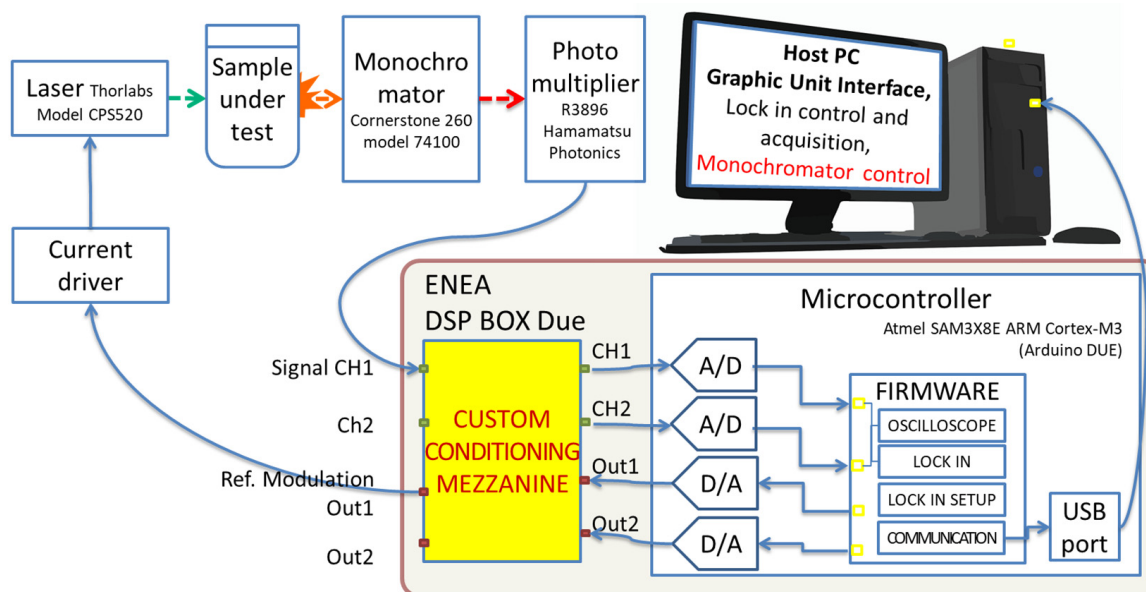 Laser Thorlabs
Model CPS520
Sample
under
test
Monochro
mator
Cornerstone 260
model 74100
Photo
multiplier
R3896
Hamamatsu
Photonics
Host PC
Graphic Unit Interface,
Lock in control and
acquisition,
Monochromator control
Current
driver
ENEA
DSP BOX Due
Signal CH1
Ch2
Ref. Modulation
Out1
Out2
CUSTOM
CONDITIONING
MEZZANINE
CH1
CH2
Out1
Out2
Microcontroller
Atmel SAM3X8E ARM Cortex-M3
(Arduino DUE)
A/D
A/D
D/A
D/A
FIRMWARE
OSCILLOSCOPE
LOCK IN
LOCK IN SETUP
COMMUNICATION
USB
port